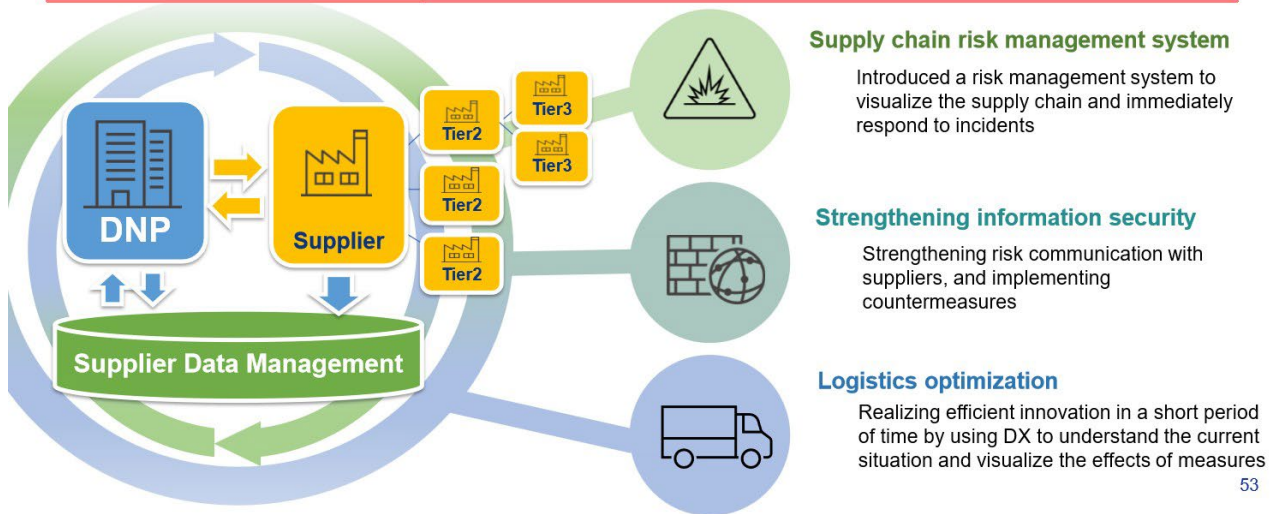 DNP
Supplier
Tier2
Tier3
Tier3
Tier2
Tier2
Supplier Data Management
Supply chain risk management system
Introduced a risk management system to
visualize the supply chain and immediately
respond to incidents
Strengthening information security
Strengthening risk communication with
suppliers, and implementing
countermeasures
Logistics optimization
Realizing efficient innovation in a short period
of time by using DX to understand the current
situation and visualize the effects of measures
53